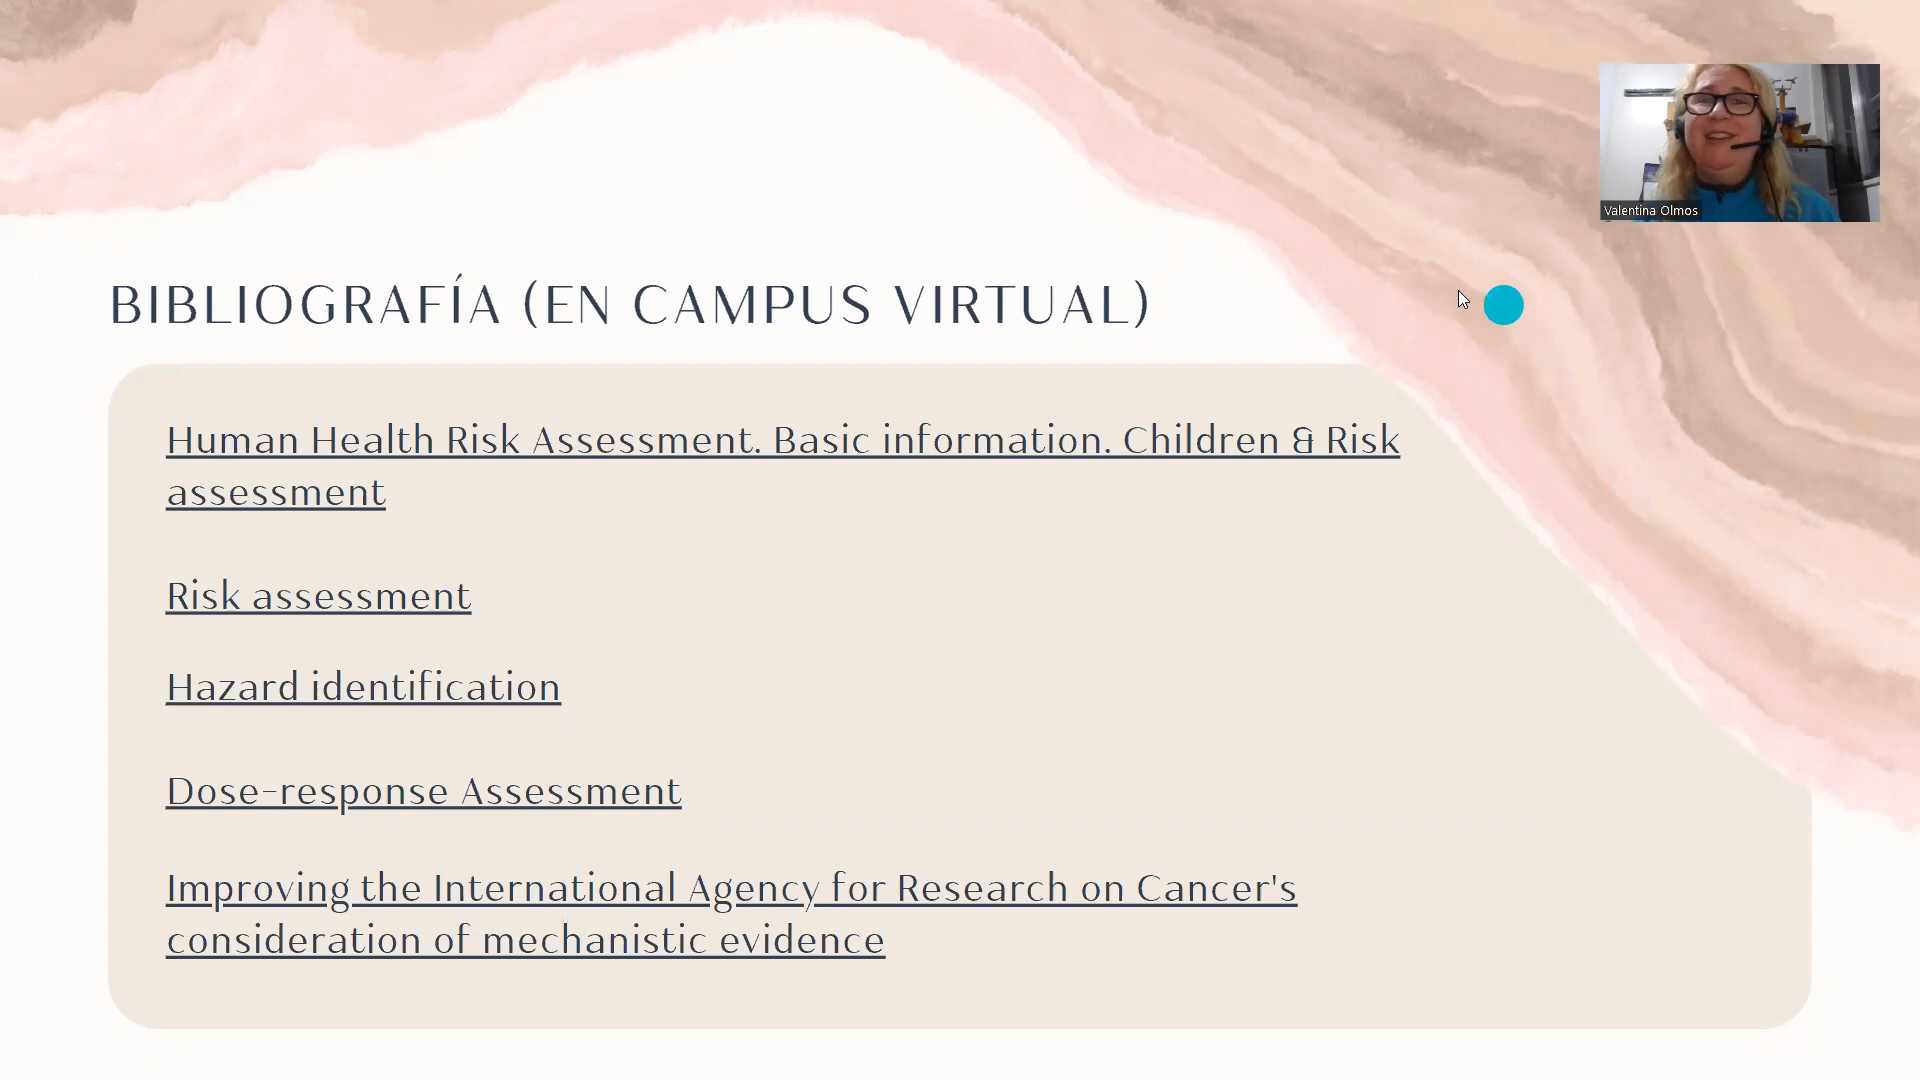 Valentina Olmos
BIBLIOGRAFÍA (EN CAMPUS VIRTUAL)
Human Health Risk Assessment. Basic information. Children & Risk
assessment
Risk assessment
Hazard identification
Dose-response Assessment
Improving the International Agency for Research on Cancer's
consideration of mechanistic evidence